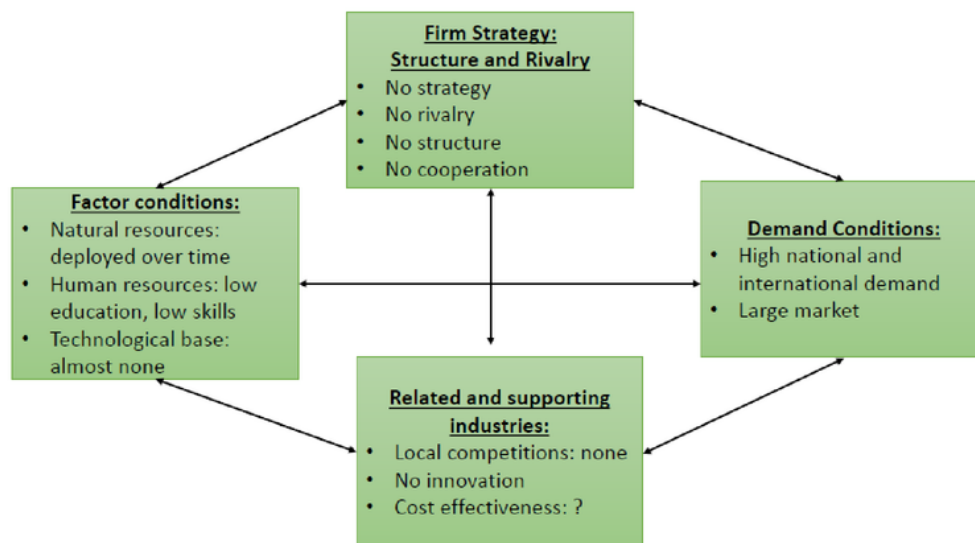 Firm Strategy:
Structure and Rivalry
• No strategy
• No rivalry
• No structure
• No cooperation
Factor conditions:
• Natural resources:
deployed over time
• Human resources: low
education, low skills
• Technological base:
almost none
Demand Conditions:
• High national and
international demand
• Large market
Related and supporting
industries:
• Local competitions: none
• No innovation
• Cost effectiveness: ?